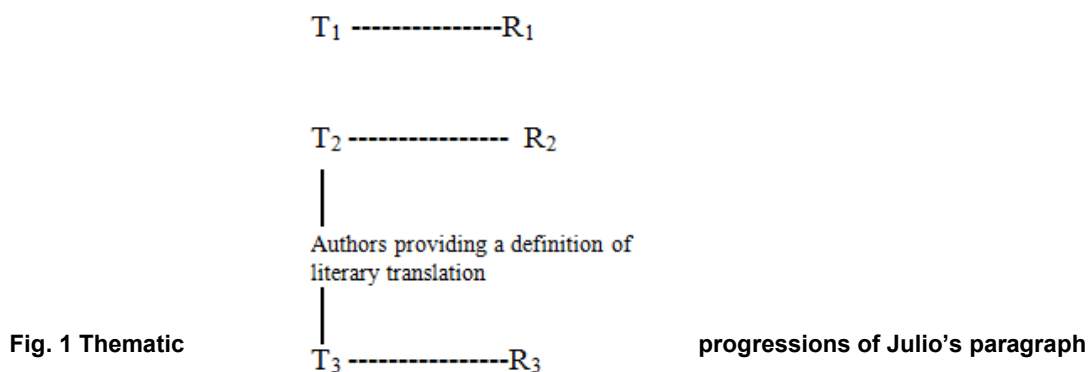 T₁ ---------------R₁
T₂ ---------------- R₂
Authors providing a definition of
literary translation
Fig. 1 Thematic progressions of Julio’s paragraph
T₃ ----------------R₃